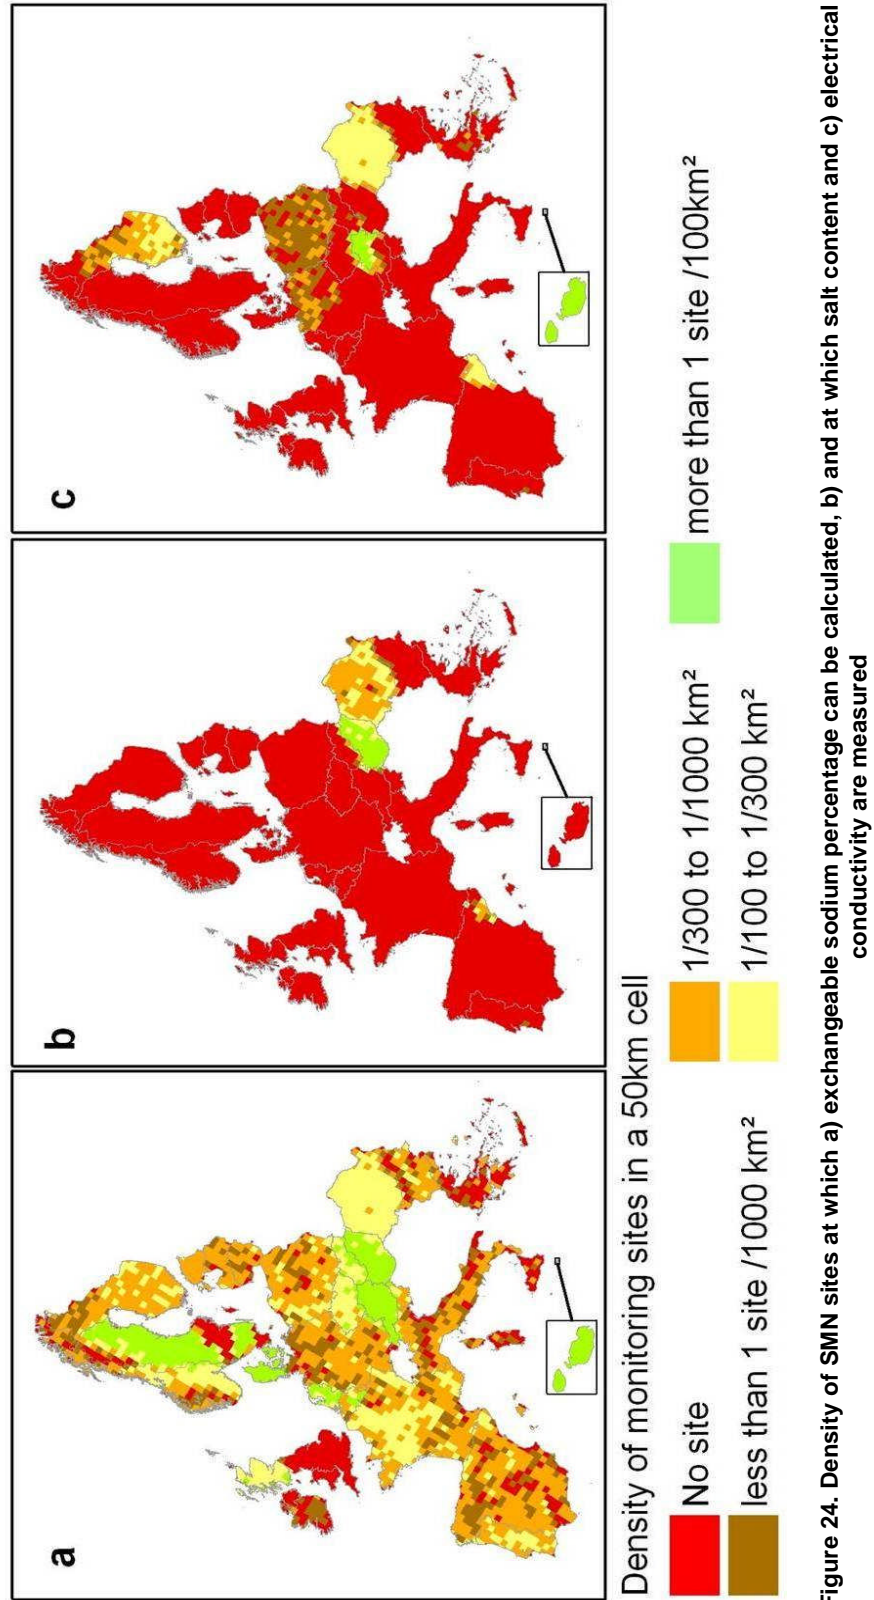 a
b
c
Density of monitoring sites in a 50km cell
No site
1/300 to 1/1000 km²
more than 1 site /100km²
less than 1 site /1000 km²
1/100 to 1/300 km²
Figure 24. Density of SMN sites at which a) exchangeable sodium percentage can be calculated, b) and at which salt content and c) electrical
conductivity are measured